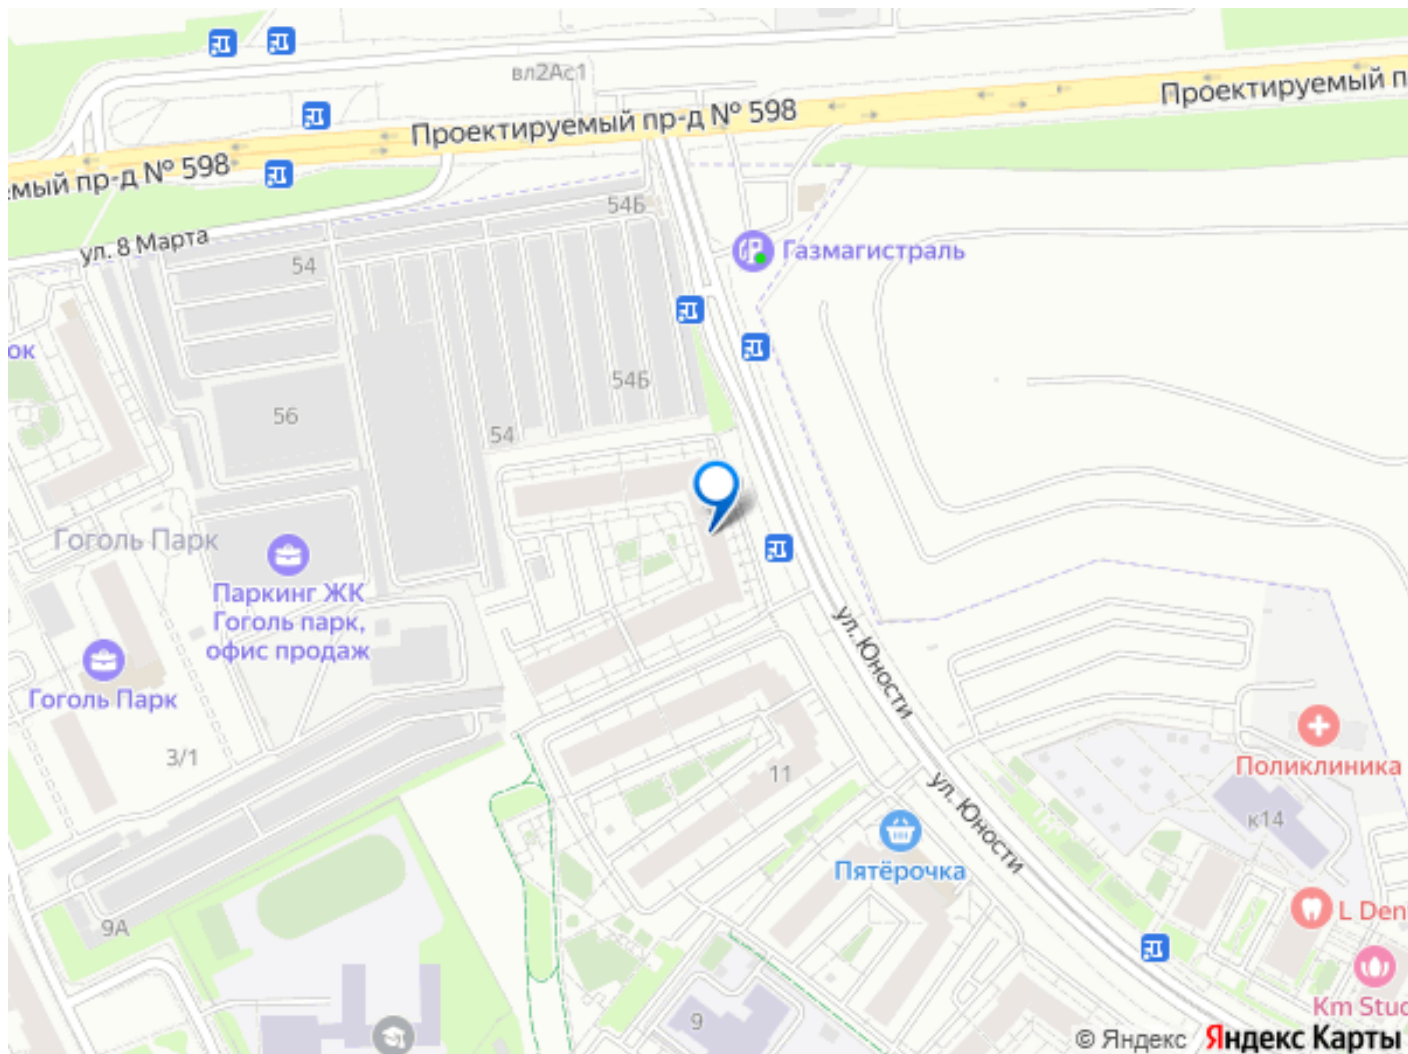 вл2Ас1
Проектируемый п
Проектируемый пр-д № 598
емый пр-д № 598
54Б
ул. 8 Марта
Газмагистраль
54
ок
54Б
56
54
Гоголь Парк
Паркинг ЖК
Гоголь парк,
офис продаж
ул. Юности
Гоголь Парк
3/1
11
Поликлиника
ул. Юности
к14
Пятёрочка
9А
L Den
Km Stud
9
© Яндекс Яндекс Карты